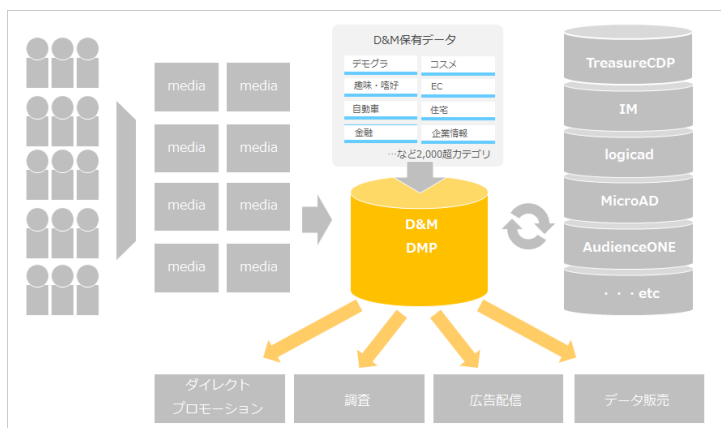 D&M保有データ
デモグラ
コスメ
趣味・嗜好
EC
自動車
住宅
金融
企業情報
…など2,000超カテゴリ
media
media
media
media
media
media
media
media
D&M
DMP
TreasureCDP
IM
logicad
MicroAD
AudienceONE
・・・etc
ダイレクト
プロモーション
調査
広告配信
データ販売